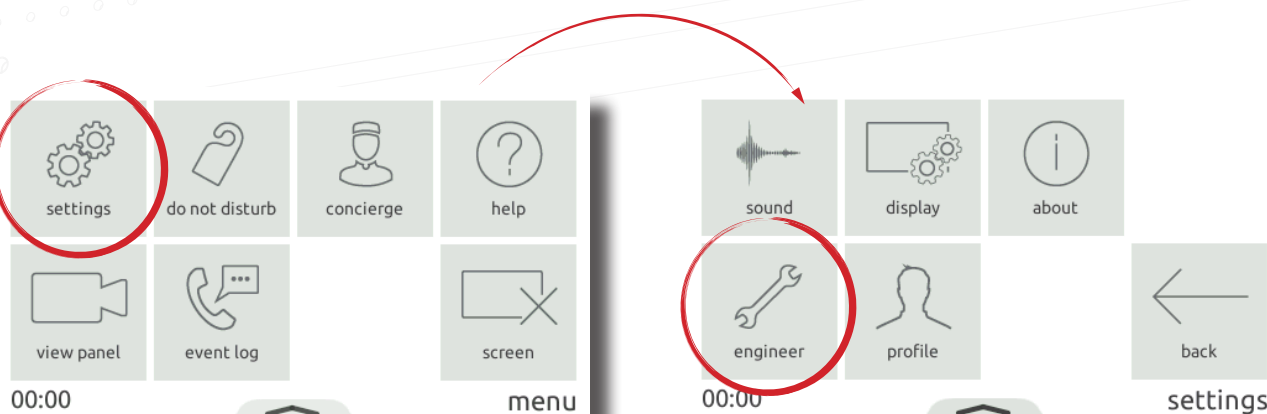 settings
do not disturb
concierge
help
view panel
event log
screen
00:00
menu
sound
display
about
engineer
profile
back
00:00
settings